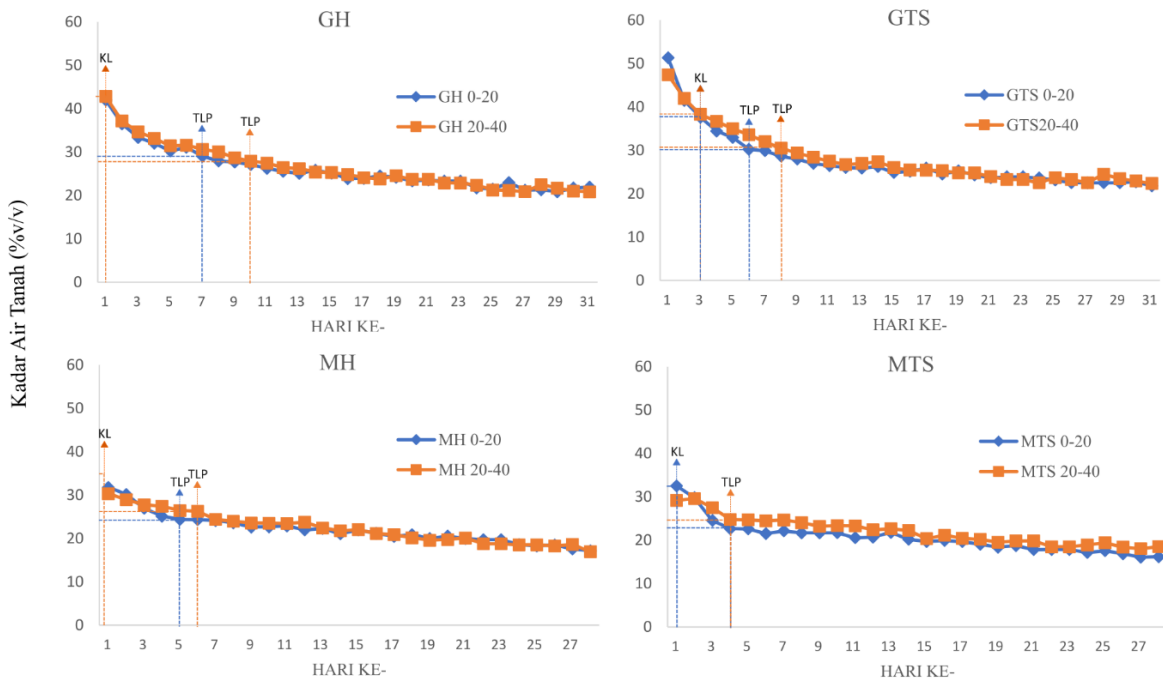 Kadar Air Tanah (%v/v)
GH
60
50
40
30
20
10
0
KL
TLP
TLP
GH 0-20
GH 20-40
1 3 5 7 9 11 13 15 17 19 21 23 25 27 29 31
HARI KE-
GTS
60
50
40
30
20
10
0
KL
TLP
TLP
GTS 0-20
GTS20-40
1 3 5 7 9 11 13 15 17 19 21 23 25 27 29 31
HARI KE-
MH
60
50
40
30
20
10
0
KL
TLP
TLP
MH 0-20
MH 20-40
1 3 5 7 9 11 13 15 17 19 21 23 25 27
HARI KE-
MTS
60
50
40
30
20
10
0
KL
TLP
MTS 0-20
MTS 20-40
1 3 5 7 9 11 13 15 17 19 21 23 25 27
HARI KE-